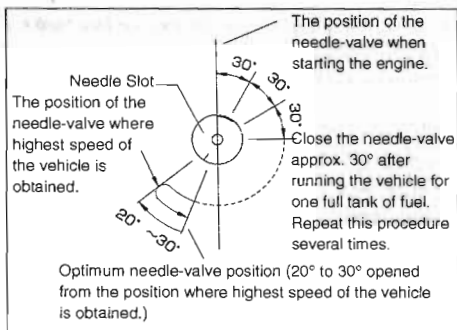 The position of the
needle-valve when
starting the engine.
30°
30°
30°
Needle Slot
The position of the
needle-valve where
highest speed of
the vehicle is
obtained.
Close the needle-valve
approx. 30° after
running the vehicle for
one full tank of fuel.
Repeat this procedure
several times.
20° ~30°
Optimum needle-valve position (20° to 30° opened
from the position where highest speed of the vehicle
is obtained.)